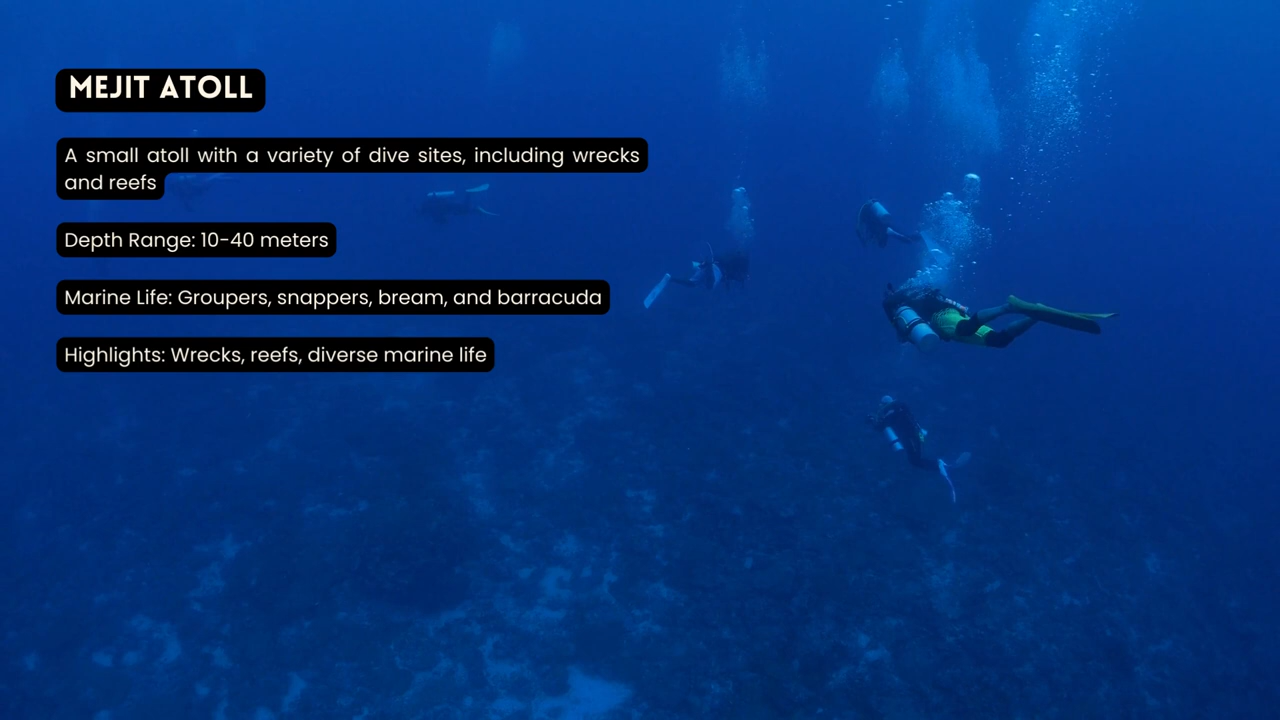 MEJIT ATOLL
A small atoll with a variety of dive sites, including wrecks
and reefs
Depth Range: 10-40 meters
Marine Life: Groupers, snappers, bream, and barracuda
Highlights: Wrecks, reefs, diverse marine life